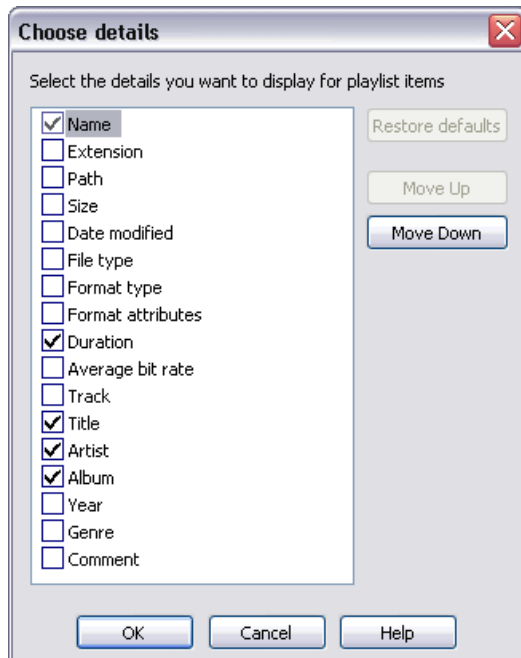 Choose details
Select the details you want to display for playlist items
Name
Extension
Path
Size
Date modified
File type
Format type
Format attributes
Duration
Average bit rate
Track
Title
Artist
Album
Year
Genre
Comment
Restore defaults
Move Up
Move Down
OK
Cancel
Help